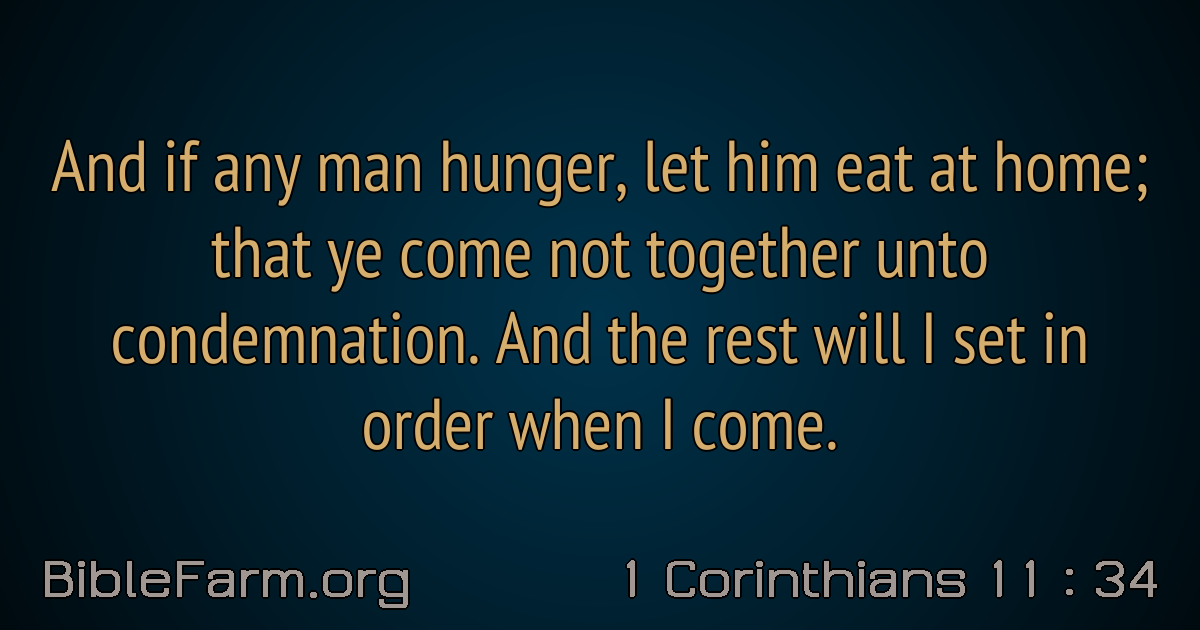 And if any man hunger, let him eat at home;
that ye come not together unto
condemnation. And the rest will I set in
order when I come.
BibleFarm.org
1 Corinthians 11 : 34